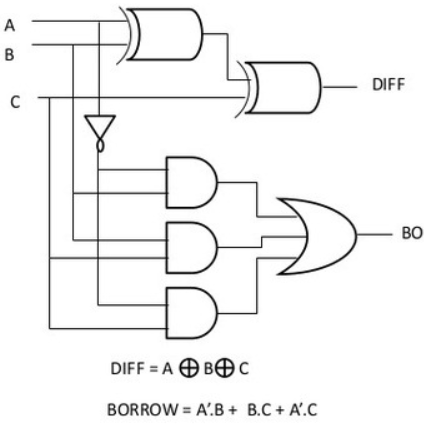 A
B
C
DIFF
BO
DIFF = A ⊕ B⊕ C
BORROW = A'.B + B.C + A'.C